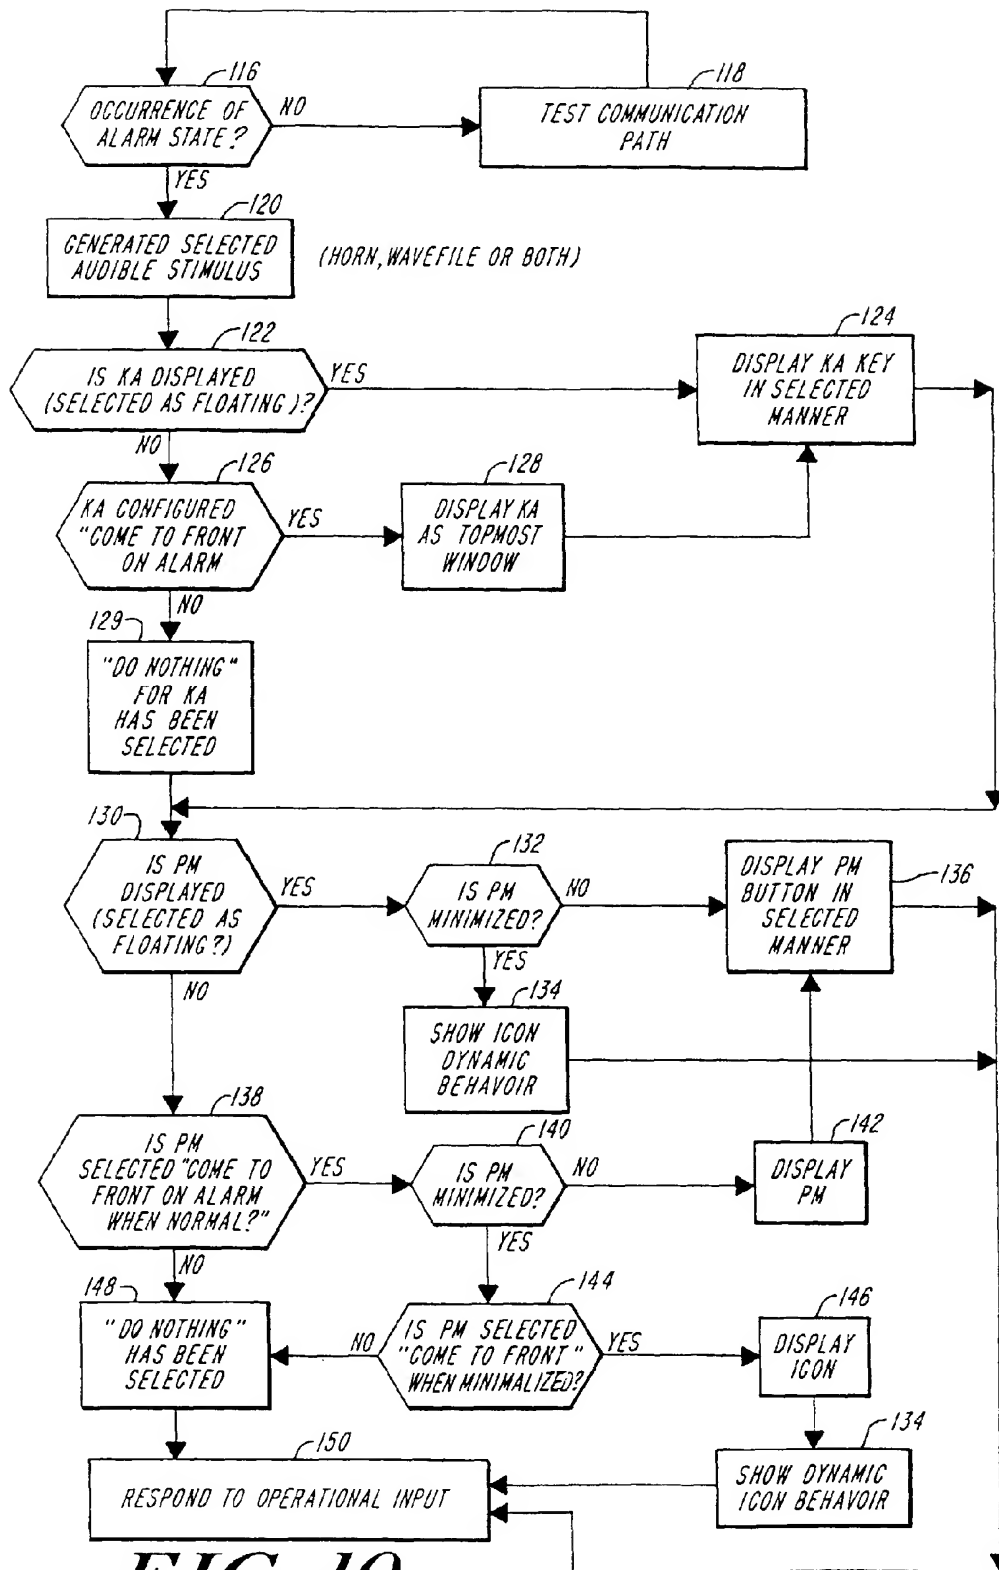 116
OCCURRENCE OF
ALARM STATE?
NO
118
TEST COMMUNICATION
PATH
YES
120
GENERATED SELECTED
AUDIBLE STIMULUS
(HORN, WAVEFILE OR BOTH)
122
IS KA DISPLAYED
(SELECTED AS FLOATING)?
YES
124
DISPLAY KA KEY
IN SELECTED
MANNER
NO
126
KA CONFIGURED
"COME TO FRONT
ON ALARM
YES
128
DISPLAY KA
AS TOPMOST
WINDOW
NO
129
"DO NOTHING"
FOR KA
HAS BEEN
SELECTED
130
IS PM
DISPLAYED
(SELECTED AS
FLOATING?)
YES
132
IS PM
MINIMIZED?
NO
DISPLAY PM
BUTTON IN
SELECTED
MANNER
136
YES
134
SHOW ICON
DYNAMIC
BEHAVOIR
NO
138
IS PM
SELECTED "COME TO
FRONT ON ALARM
WHEN NORMAL?"
YES
140
IS PM
MINIMIZED?
NO
142
DISPLAY
PM
YES
NO
148
"DO NOTHING"
HAS BEEN
SELECTED
NO
144
IS PM SELECTED
"COME TO FRONT"
WHEN MINIMALIZED?
YES
146
DISPLAY
ICON
134
SHOW DYNAMIC
ICON BEHAVOIR
150
RESPOND TO OPERATIONAL INPUT